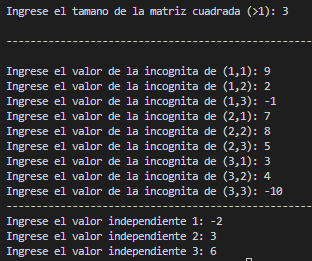 Ingrese el tamano de la matriz cuadrada (>1): 3
--------------------------------------------------
Ingrese el valor de la incognita de (1,1): 9
Ingrese el valor de la incognita de (1,2): 2
Ingrese el valor de la incognita de (1,3): -1
Ingrese el valor de la incognita de (2,1): 7
Ingrese el valor de la incognita de (2,2): 8
Ingrese el valor de la incognita de (2,3): 5
Ingrese el valor de la incognita de (3,1): 3
Ingrese el valor de la incognita de (3,2): 4
Ingrese el valor de la incognita de (3,3): -10
--------------------------------------------------
Ingrese el valor independiente 1: -2
Ingrese el valor independiente 2: 3
Ingrese el valor independiente 3: 6